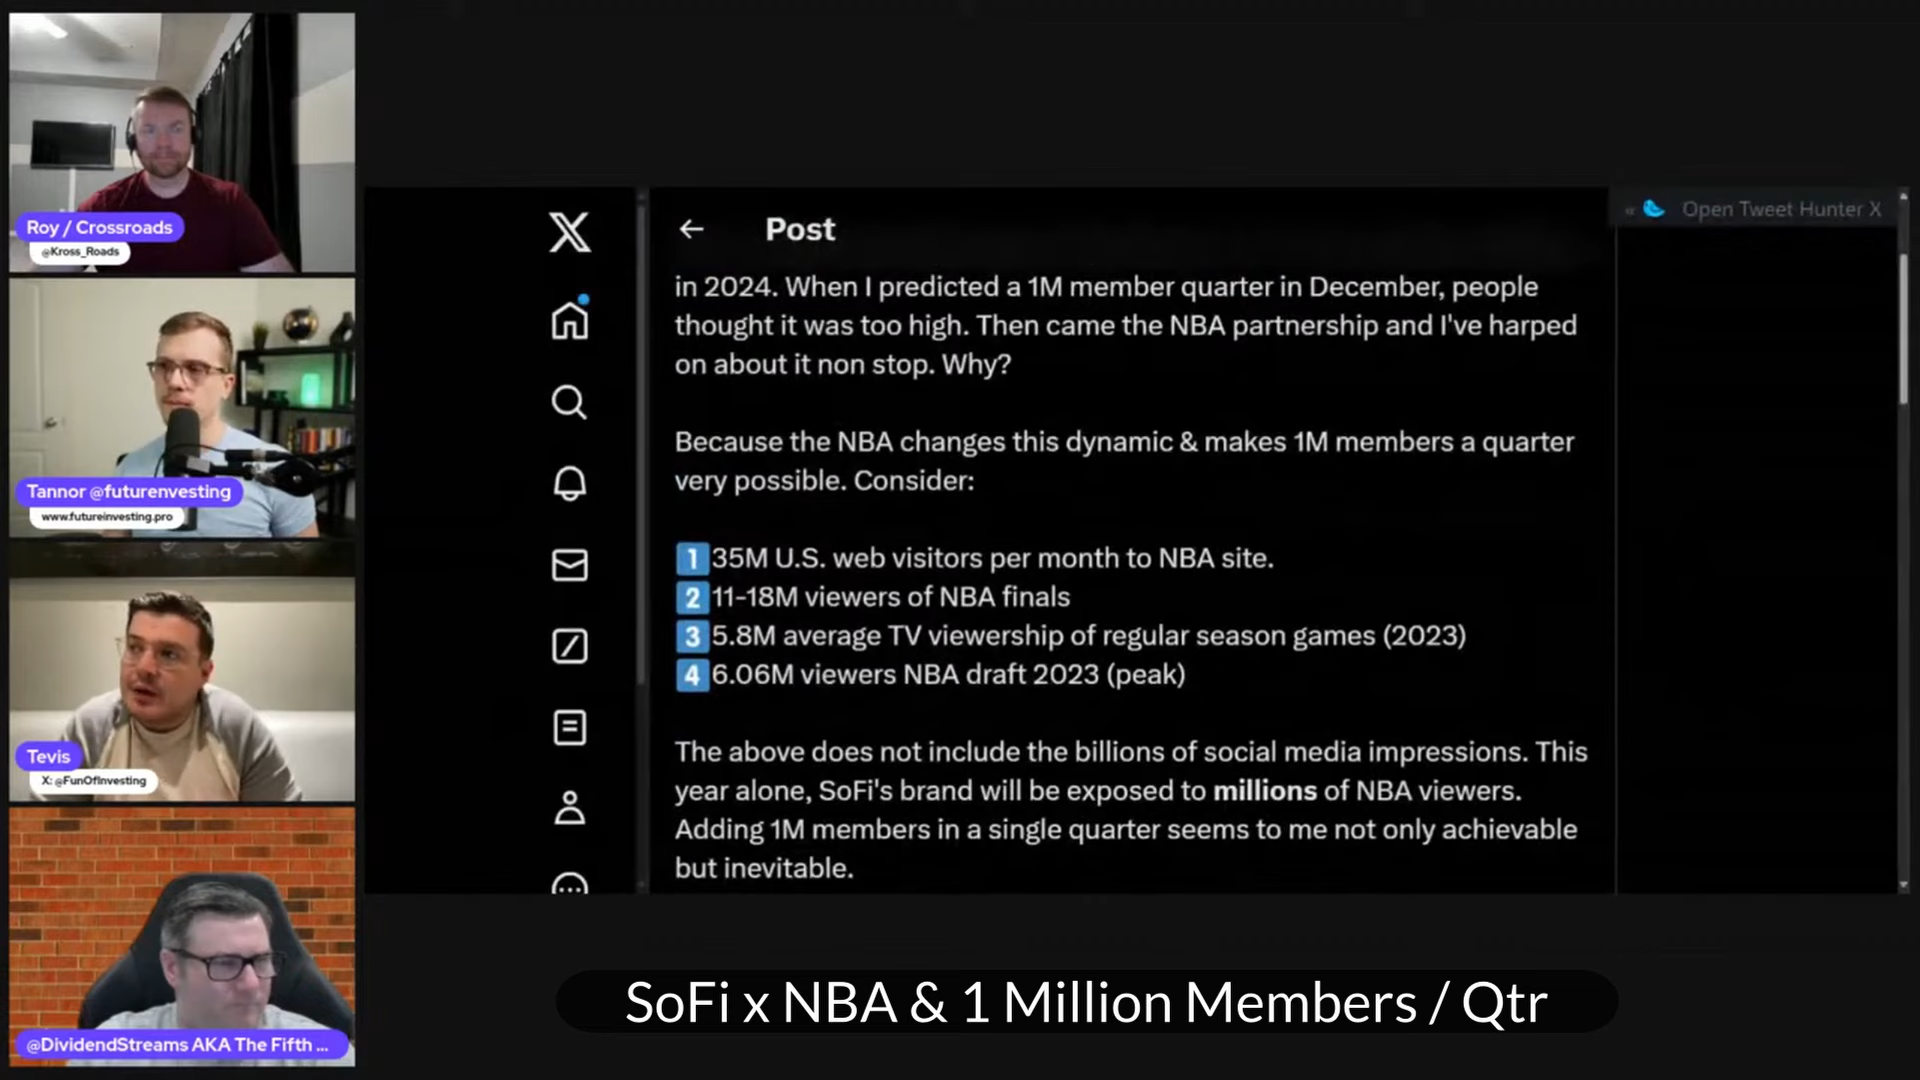 Roy / Crossroads
@Kross_Roads
Tannor @futurenvesting
www.futureinvesting.pro
Tevis
X: @FunOfInvesting
@DividendStreams AKA The Fifth ...
Post
Open Tweet Hunter X
in 2024. When I predicted a 1M member quarter in December, people
thought it was too high. Then came the NBA partnership and I've harped
on about it non stop. Why?
Because the NBA changes this dynamic & makes 1M members a quarter
very possible. Consider:
1 35M U.S. web visitors per month to NBA site.
2 11-18M viewers of NBA finals
3 5.8M average TV viewership of regular season games (2023)
4 6.06M viewers NBA draft 2023 (peak)
The above does not include the billions of social media impressions. This
year alone, SoFi's brand will be exposed to millions of NBA viewers.
Adding 1M members in a single quarter seems to me not only achievable
but inevitable.
SoFi x NBA & 1 Million Members / Qtr